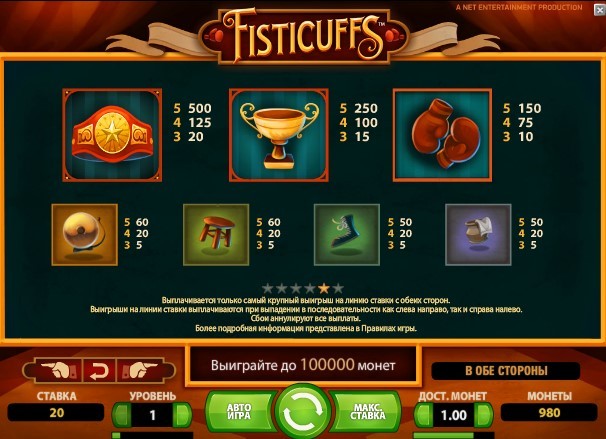 A NET ENTERTAINMENT PRODUCTION
FISTICUFFS™
5 500
4 125
3 20
5 250
4 100
3 15
5 150
4 75
3 10
5 60
4 20
3 5
5 60
4 20
3 5
5 50
4 20
3 5
5 50
4 20
3 5
Выплачивается только самый крупный выигрыш на линию ставки с обеих сторон.
Выигрыши на линии ставки выплачиваются при выпадении в последовательности как слева направо, так и справа налево.
Сбои аннулируют все выплаты.
Более подробная информация представлена в Правилах игры.
Выиграйте до 100000 монет
В ОБЕ СТОРОНЫ
СТАВКА
20
УРОВЕНЬ
1
АВТО
ИГРА
МАКС.
СТАВКА
ДОСТ. МОНЕТ
1.00
МОНЕТЫ
980